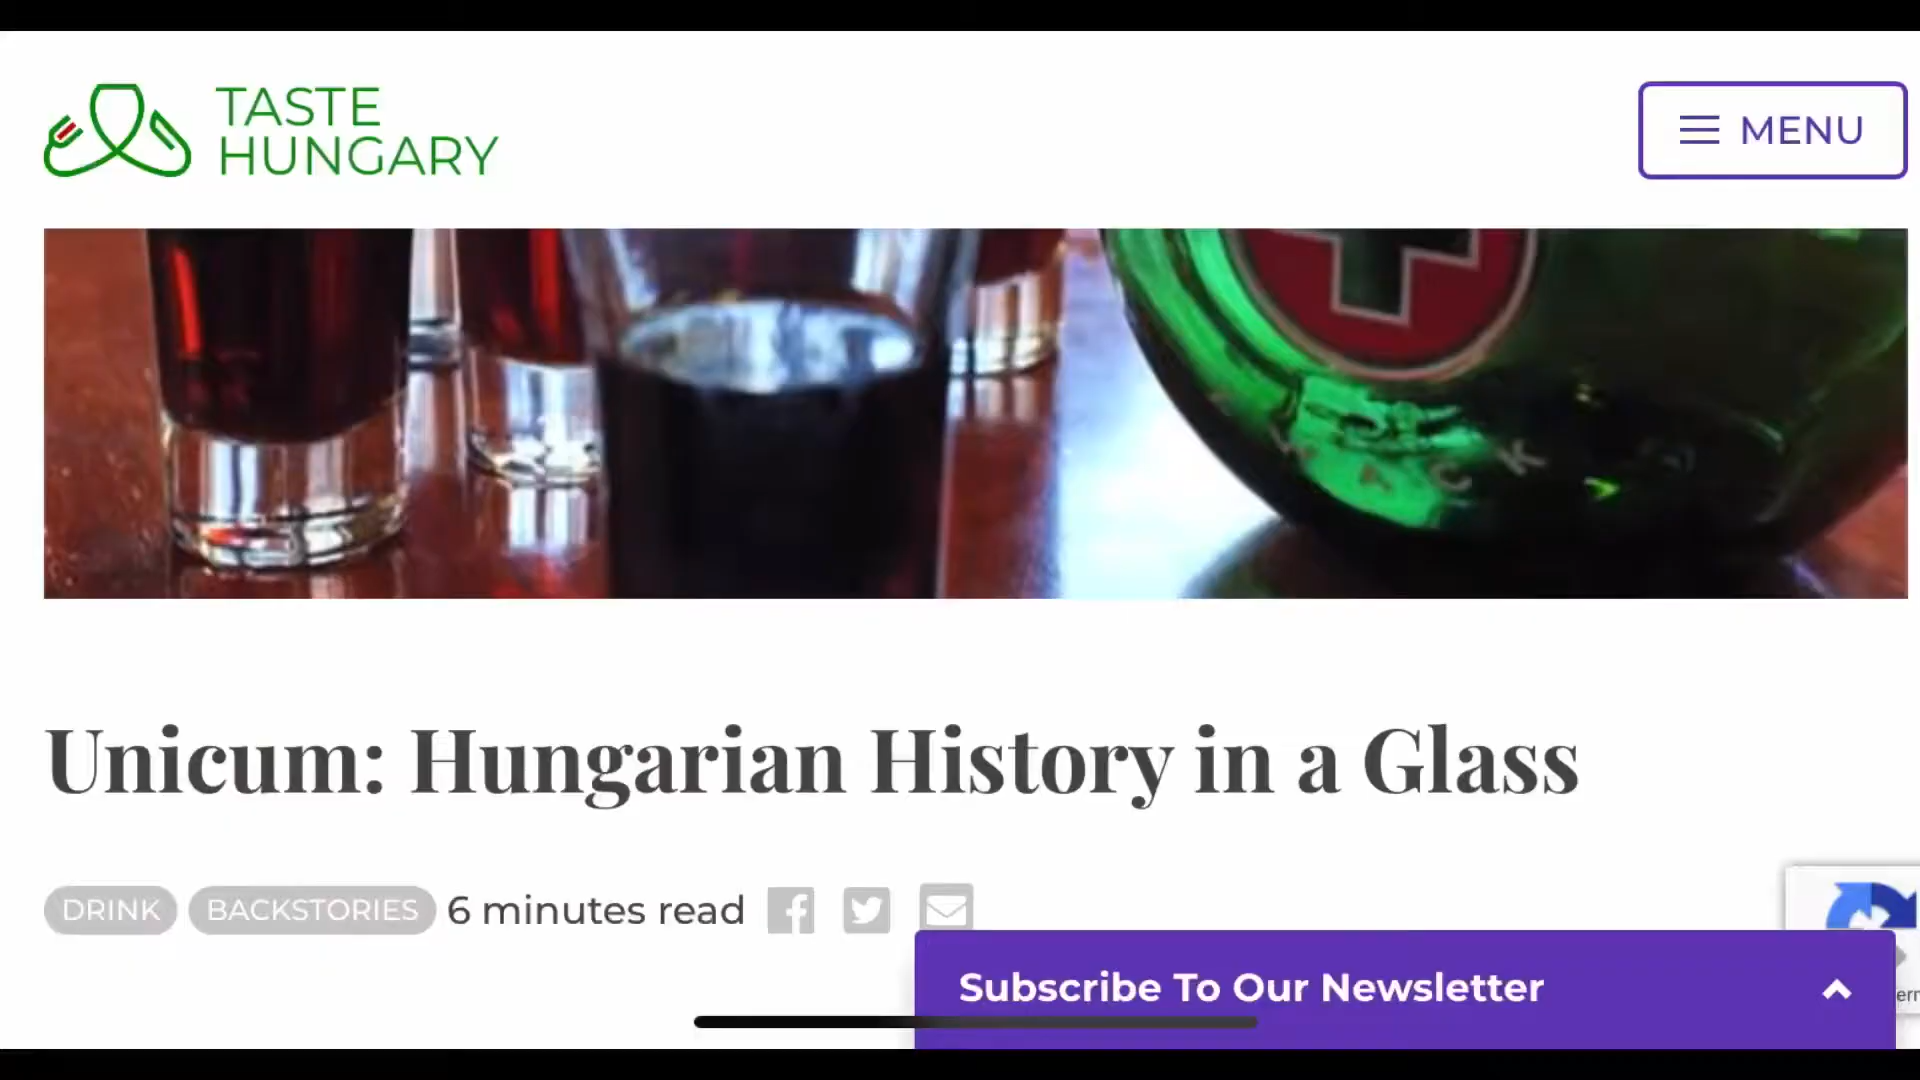 TASTE
HUNGARY
MENU
Unicum: Hungarian History in a Glass
DRINK BACKSTORIES 6 minutes read
Subscribe To Our Newsletter